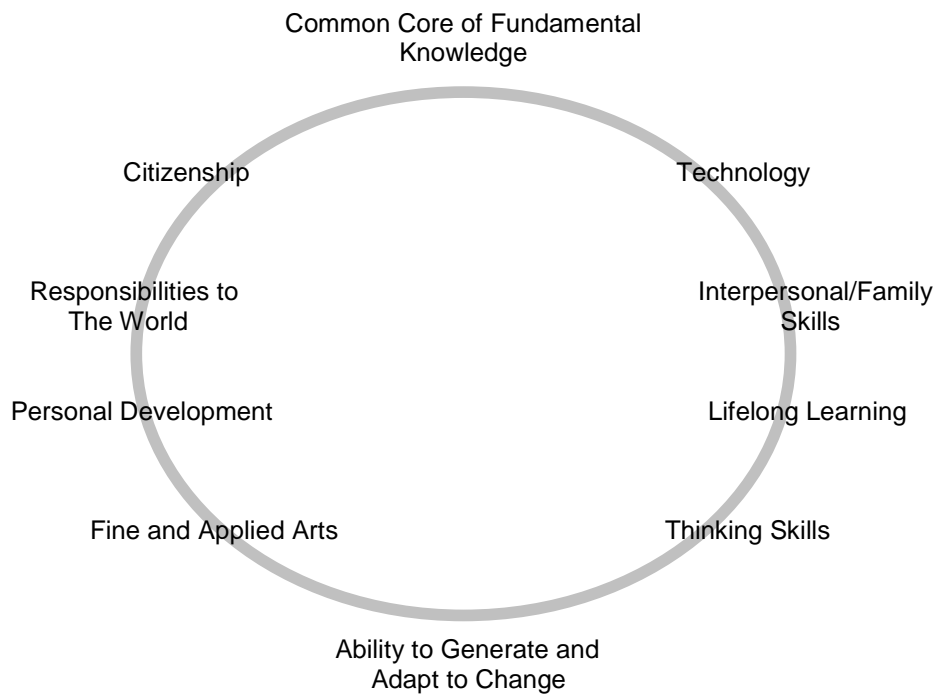 Common Core of Fundamental
Knowledge
Citizenship
Technology
Responsibilities to
The World
Interpersonal/Family
Skills
Personal Development
Lifelong Learning
Fine and Applied Arts
Thinking Skills
Ability to Generate and
Adapt to Change